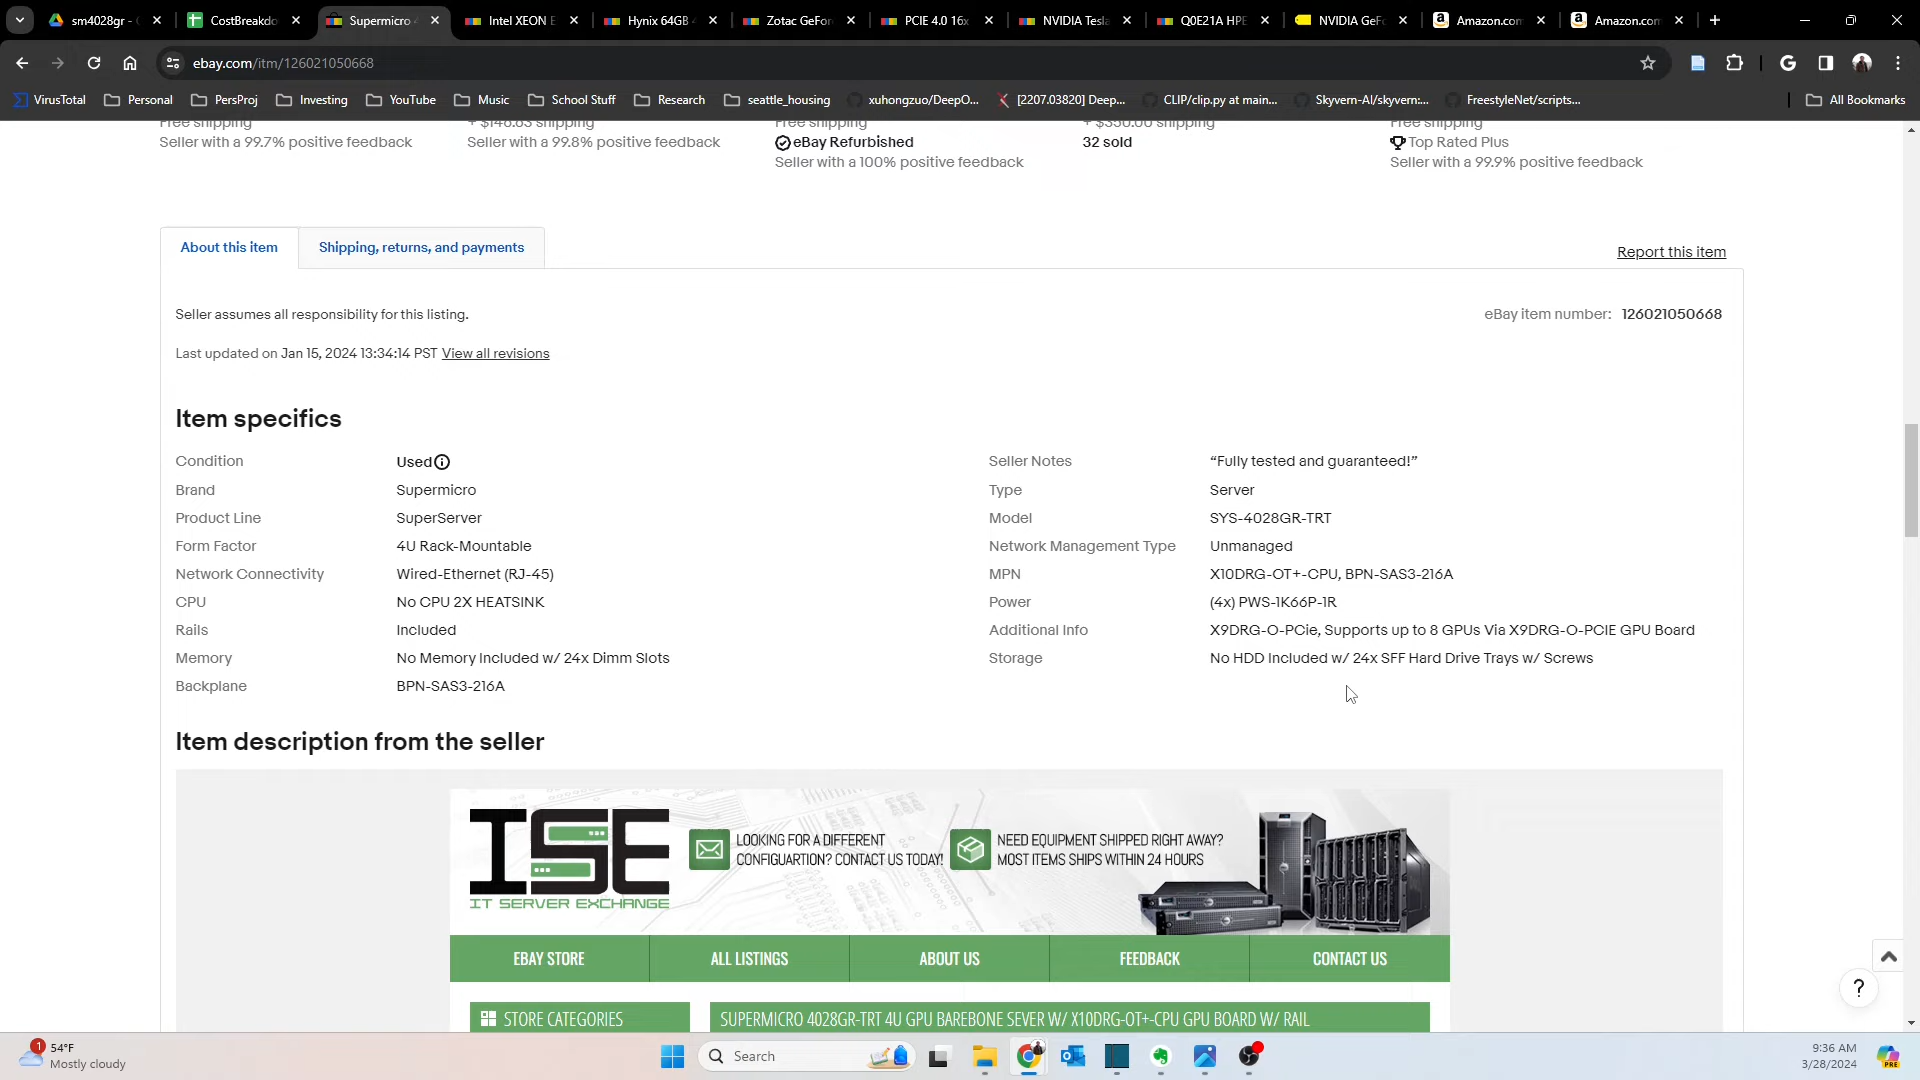 sm4028gr - 
CostBreakdo
Supermicro
Intel XEON E
Hynix 64GB
Zotac GeFor
PCIE 4.0 16x
NVIDIA Tesla
Q0E21A HPE
NVIDIA GeFo
Amazon.com
Amazon.com
ebay.com/itm/126021050668
VirusTotal
Personal
PersProj
Investing
YouTube
Music
School Stuff
Research
seattle_housing
xuhongzuo/DeepO...
[2207.03820] Deep...
CLIP/clip.py at main...
Skyvern-AI/skyvern:...
FreestyleNet/scripts...
All Bookmarks
Free shipping
+ $146.63 shipping
Free shipping
+ $350.00 shipping
Free shipping
Seller with a 99.7% positive feedback
Seller with a 99.8% positive feedback
eBay Refurbished
32 sold
Top Rated Plus
Seller with a 100% positive feedback
Seller with a 99.9% positive feedback
About this item
Shipping, returns, and payments
Report this item
Seller assumes all responsibility for this listing.
eBay item number: 126021050668
Last updated on Jan 15, 2024 13:34:14 PST View all revisions
Item specifics
Condition Used
Seller Notes “Fully tested and guaranteed!”
Brand Supermicro
Type Server
Product Line SuperServer
Model SYS-4028GR-TRT
Form Factor 4U Rack-Mountable
Network Management Type Unmanaged
Network Connectivity Wired-Ethernet (RJ-45)
MPN X10DRG-OT+-CPU, BPN-SAS3-216A
CPU No CPU 2X HEATSINK
Power (4x) PWS-1K66P-1R
Rails Included
Additional Info X9DRG-O-PCie, Supports up to 8 GPUs Via X9DRG-O-PCIE GPU Board
Memory No Memory Included w/ 24x Dimm Slots
Storage No HDD Included w/ 24x SFF Hard Drive Trays w/ Screws
Backplane BPN-SAS3-216A
Item description from the seller
ISE
IT SERVER EXCHANGE
LOOKING FOR A DIFFERENT
CONFIGUARTION? CONTACT US TODAY!
NEED EQUIPMENT SHIPPED RIGHT AWAY?
MOST ITEMS SHIPS WITHIN 24 HOURS
EBAY STORE
ALL LISTINGS
ABOUT US
FEEDBACK
CONTACT US
STORE CATEGORIES
SUPERMICRO 4028GR-TRT 4U GPU BAREBONE SEVER W/ X10DRG-OT+-CPU GPU BOARD W/ RAIL
?
1
54°F
Mostly cloudy
Search
9:36 AM
3/28/2024
PRE